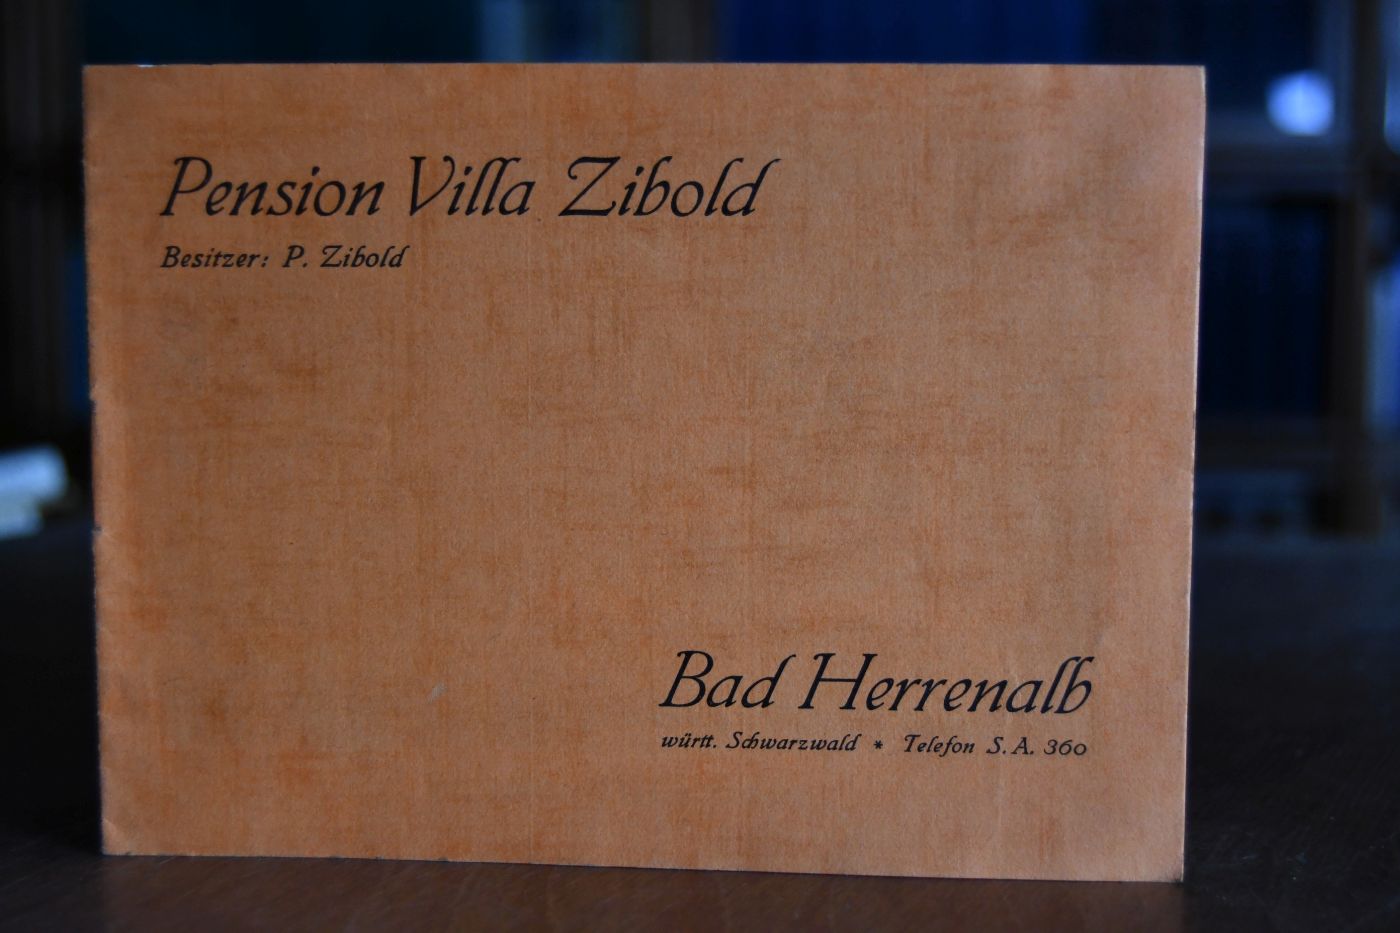 Pension Villa Zibold
Besitzer: P. Zibold
Bad Herrenalb
württ. Schwarzwald * Telefon S. A. 360